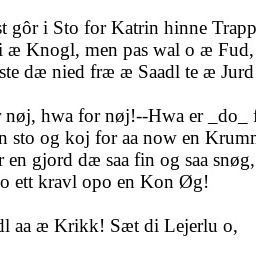 st gôr i Sto for Katrin hinne Trapp
i æ Knogl, men pas wal o æ Fud,
ste dæ nied fræ æ Saadl te æ Jurd
nøj, hwa for nøj!--Hwa er _do_
n sto og koj for aa now en Krumm
r en gjord dæ saa fin og saa snøg,
o ett kravl opo en Kon Øg!
dl aa æ Krikk! Sæt di Lejerlu o,